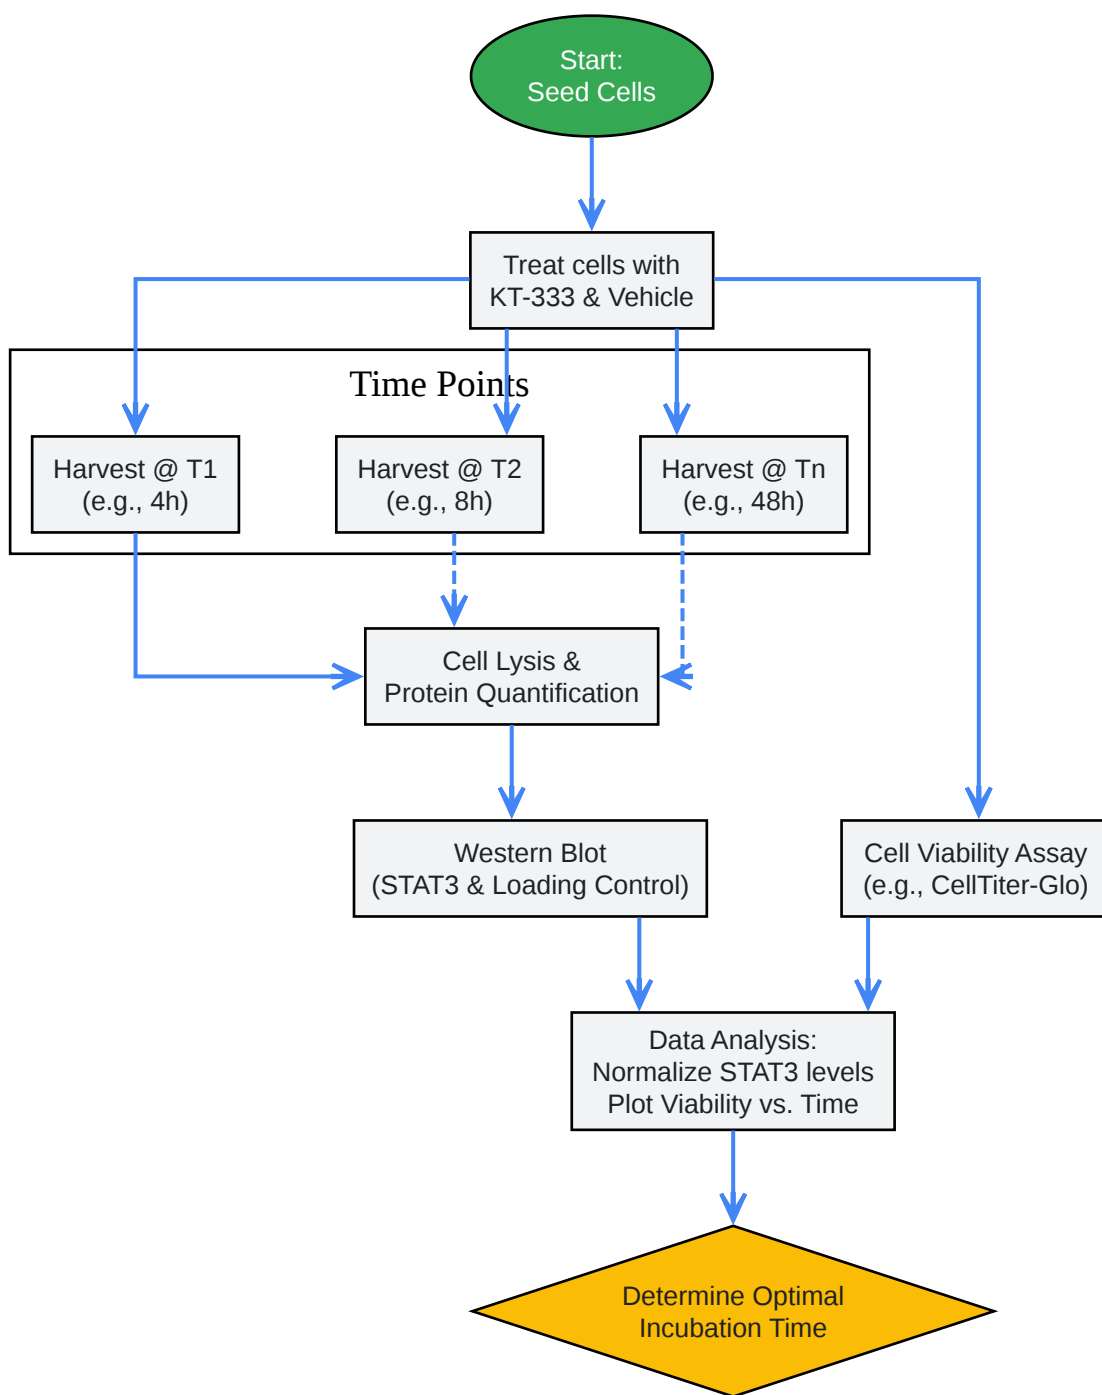 Start:
Seed Cells
Treat cells with
KT-333 & Vehicle
Time Points
Harvest @ T1
(e.g., 4h)
Harvest @ T2
(e.g., 8h)
Harvest @ Tn
(e.g., 48h)
Cell Lysis &
Protein Quantification
Western Blot
(STAT3 & Loading Control)
Cell Viability Assay
(e.g., CellTiter-Glo)
Data Analysis:
Normalize STAT3 levels
Plot Viability vs. Time
Determine Optimal
Incubation Time